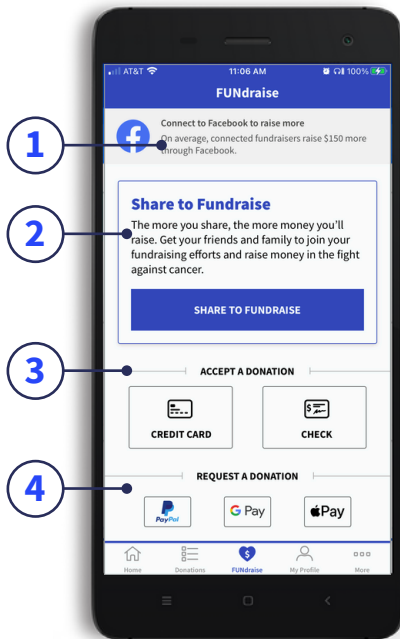 AT&T
11:06 AM
100%
FUNdraise
Connect to Facebook to raise more
On average, connected fundraisers raise $150 more
through Facebook.
1
Share to Fundraise
The more you share, the more money you'll
raise. Get your friends and family to join your
fundraising efforts and raise money in the fight
against cancer.
2
SHARE TO FUNDRAISE
3
ACCEPT A DONATION
CREDIT CARD
CHECK
4
REQUEST A DONATION
PayPal
G Pay
Pay
Home
Donations
FUNdraise
My Profile
More